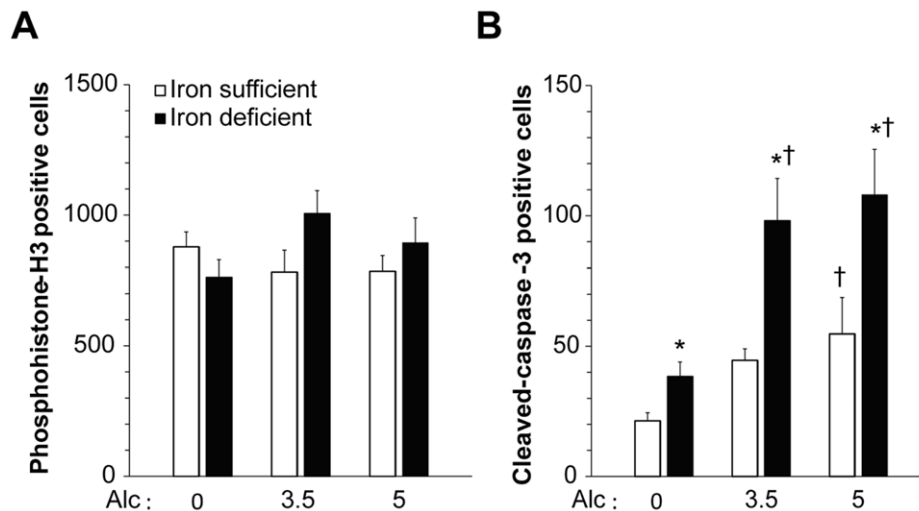 A
Phosphohistone-H3 positive cells
1500
1000
500
0
Iron sufficient
Iron deficient
Alc : 0 3.5 5
B
Cleaved-caspase -3 positive cells
150
100
50
0
*
*†
†
*†
Alc : 0 3.5 5